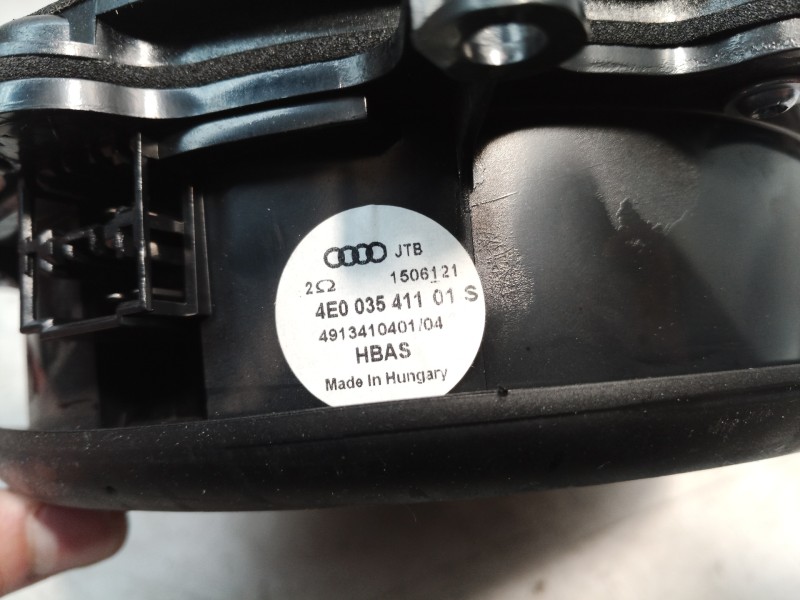 JTB
2Ω 1506121
4E0 035 411 01 S
4913410401/04
HBAS
Made In Hungary